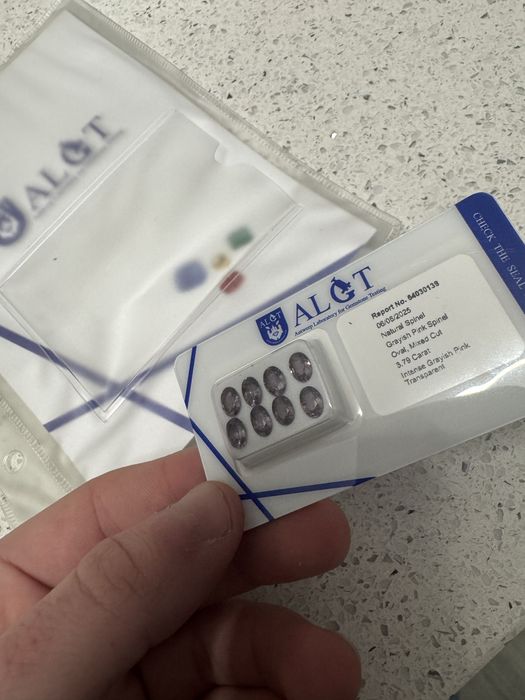 ALGT
CHECK THE SEAL
ALGT
Antwerp Laboratory for Gemstone Testing
Report No. 84030139
06/05/2025
Natural Spinel
Grayish Pink Spinel
Oval, Mixed Cut
3.79 Carat
Intense Grayish Pink,
Transparent